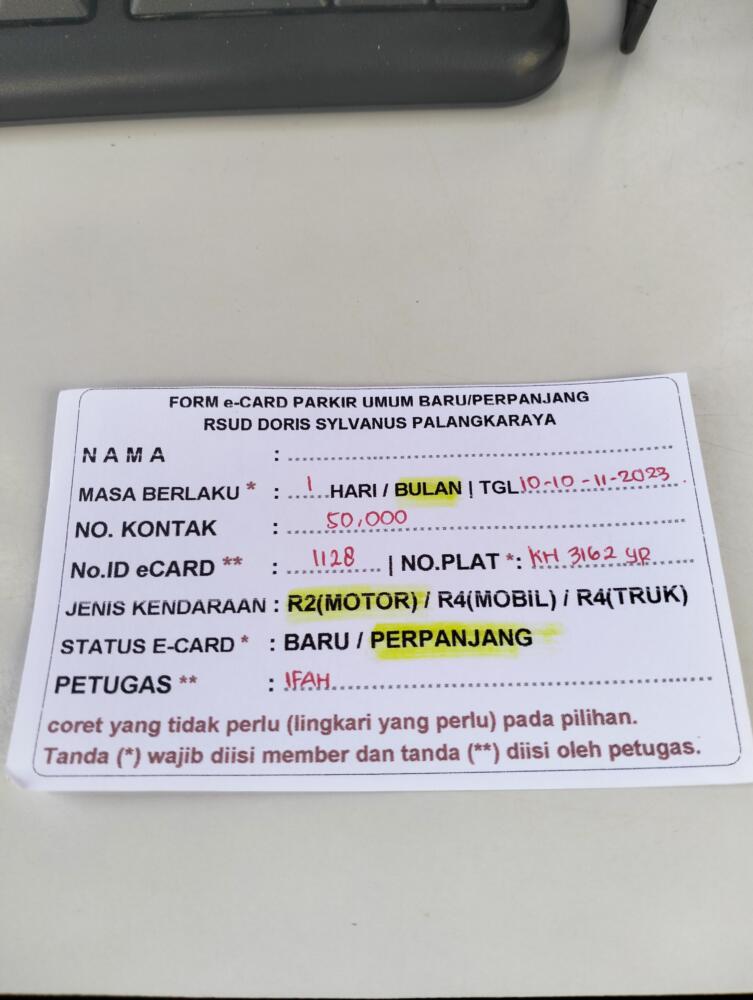 FORM e-CARD PARKIR UMUM BARU/PERPANJANG
RSUD DORIS SYLVANUS PALANGKARAYA
NAMA :
MASA BERLAKU * : 1 HARI / BULAN | TGL 10-10-11-2023
NO. KONTAK : 50,000
No.ID eCARD ** : 1128 | NO.PLAT *: KH 3162 YR
JENIS KENDARAAN : R2(MOTOR) / R4(MOBIL) / R4(TRUK)
STATUS E-CARD * : BARU / PERPANJANG
PETUGAS ** : IFAH
coret yang tidak perlu (lingkari yang perlu) pada pilihan.
Tanda (*) wajib diisi member dan tanda (**) diisi oleh petugas.